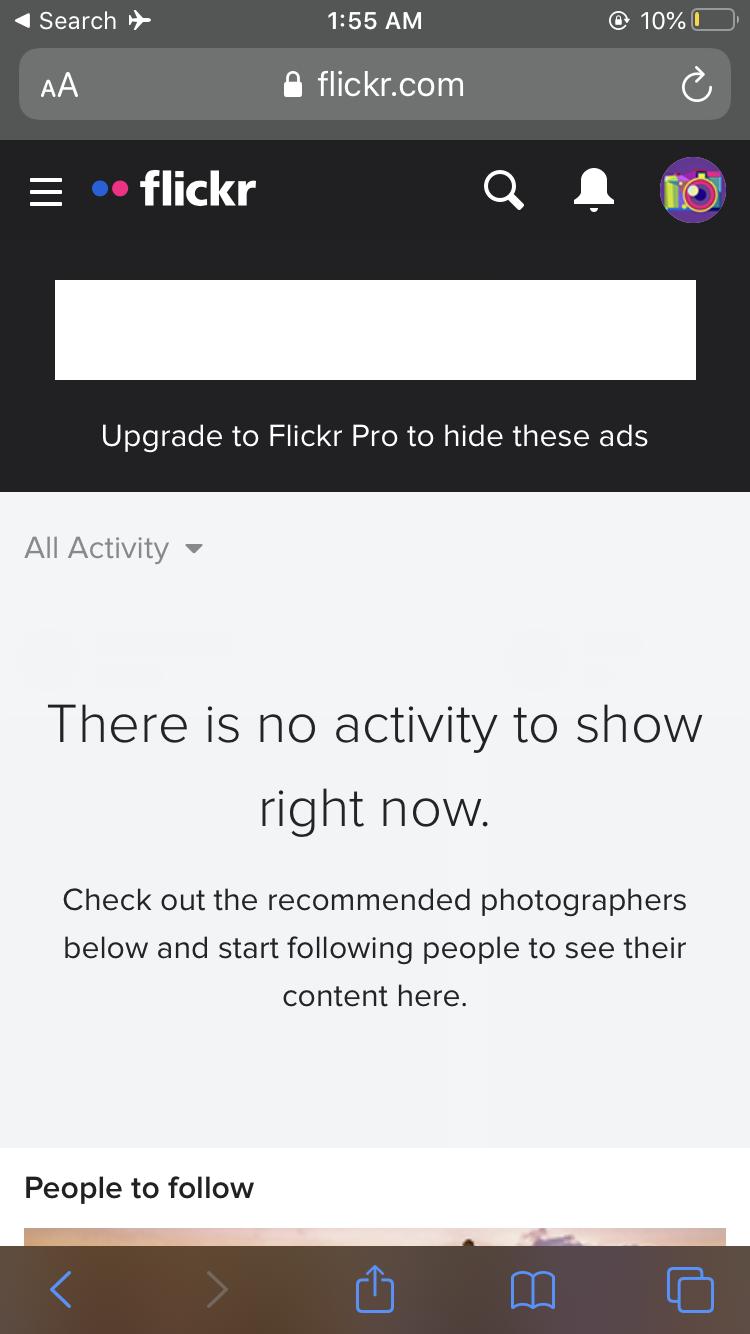 Search
1:55 AM
10%
AA
flickr.com
flickr
Upgrade to Flickr Pro to hide these ads
All Activity
There is no activity to show
right now.
Check out the recommended photographers
below and start following people to see their
content here.
People to follow